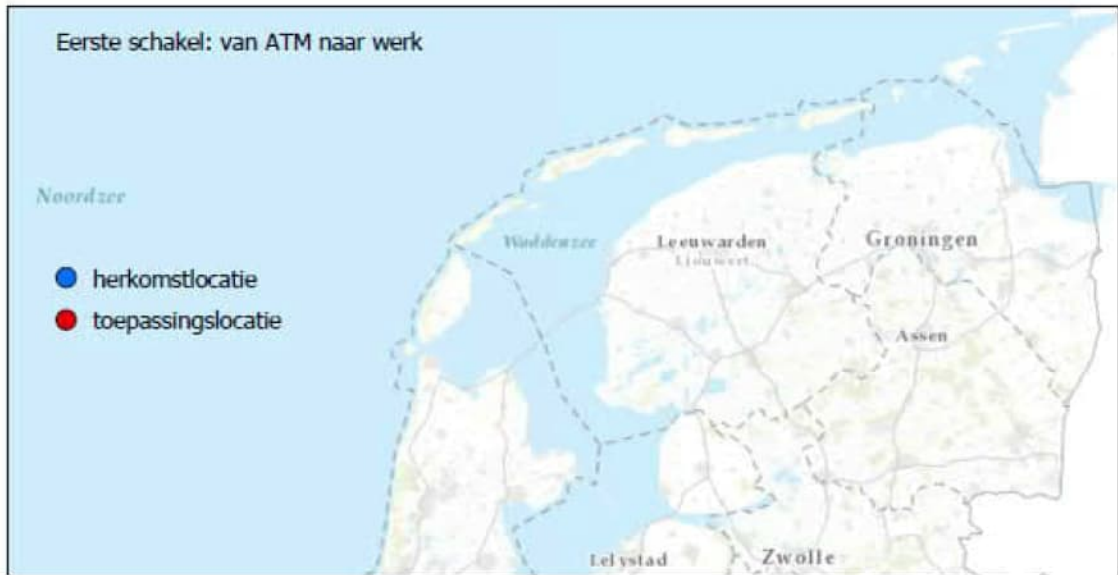 Eerste schakel: van ATM naar werk
Noordzee
Waddenzee
Leeuwarden
Groningen
Ljouwert
herkomstlocatie
toepassingslocatie
Assen
Lelystad
Zwolle